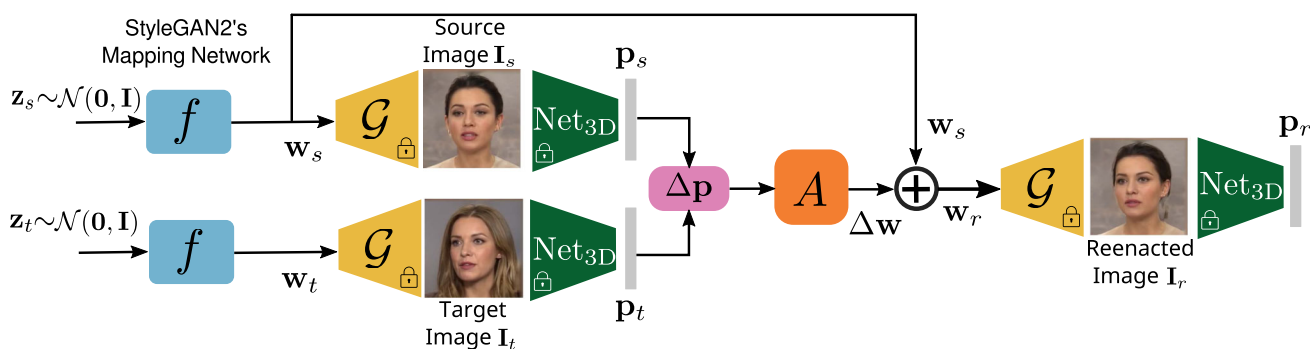 StyleGAN2's
Mapping Network
Source
Image I_s
p_s
z_s∼𝒩(0, I)
f
w_s
𝒢
Net_3D
w_s
p_r
Δp
A
Δw
w_r
𝒢
Net_3D
z_t∼𝒩(0, I)
f
w_t
𝒢
Net_3D
p_t
Target
Image I_t
Reenacted
Image I_r